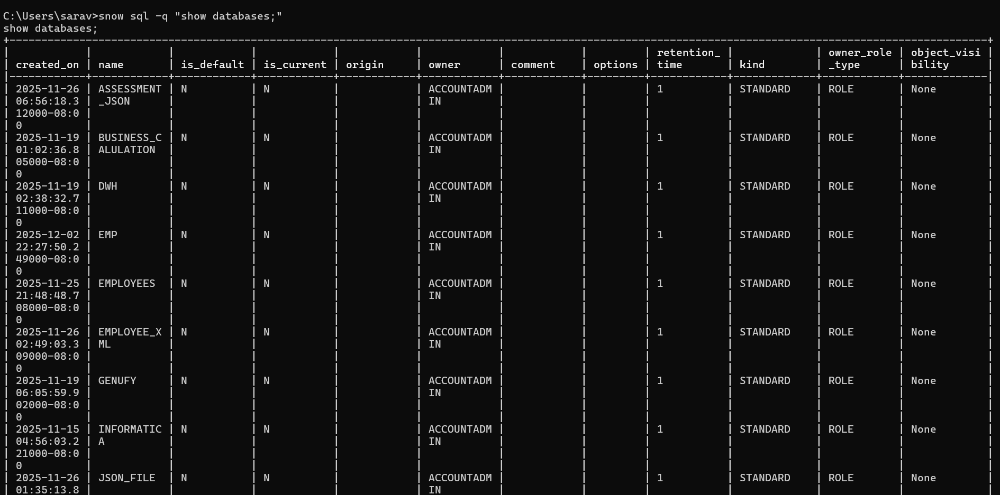 C:\Users\sarav>snow sql -q "show databases;"
show databases;
+----------------------------------------------------------------------------------------------------------------------------------------------------------+
|            |            |            |            |            |            |            |         | retention_ |             | owner_role | object_visi |
| created_on | name       | is_default | is_current | origin     | owner      | comment    | options | time       | kind        | _type      | bility      |
|------------+------------+------------+------------+------------+------------+------------+---------+------------+-------------+------------+-------------|
| 2025-11-26 | ASSESSMENT | N          | N          |            | ACCOUNTADM |            |         | 1          | STANDARD    | ROLE       | None        |
| 06:56:18.3 | _JSON      |            |            |            | IN         |            |         |            |             |            |             |
| 12000-08:0 |            |            |            |            |            |            |         |            |             |            |             |
| 0          |            |            |            |            |            |            |         |            |             |            |             |
| 2025-11-19 | BUSINESS_C | N          | N          |            | ACCOUNTADM |            |         | 1          | STANDARD    | ROLE       | None        |
| 01:02:36.8 | ALULATION  |            |            |            | IN         |            |         |            |             |            |             |
| 05000-08:0 |            |            |            |            |            |            |         |            |             |            |             |
| 0          |            |            |            |            |            |            |         |            |             |            |             |
| 2025-11-19 | DWH        | N          | N          |            | ACCOUNTADM |            |         | 1          | STANDARD    | ROLE       | None        |
| 02:38:32.7 |            |            |            |            | IN         |            |         |            |             |            |             |
| 11000-08:0 |            |            |            |            |            |            |         |            |             |            |             |
| 0          |            |            |            |            |            |            |         |            |             |            |             |
| 2025-12-02 | EMP        | N          | N          |            | ACCOUNTADM |            |         | 1          | STANDARD    | ROLE       | None        |
| 22:27:50.2 |            |            |            |            | IN         |            |         |            |             |            |             |
| 49000-08:0 |            |            |            |            |            |            |         |            |             |            |             |
| 0          |            |            |            |            |            |            |         |            |             |            |             |
| 2025-11-25 | EMPLOYEES  | N          | N          |            | ACCOUNTADM |            |         | 1          | STANDARD    | ROLE       | None        |
| 21:48:48.7 |            |            |            |            | IN         |            |         |            |             |            |             |
| 08000-08:0 |            |            |            |            |            |            |         |            |             |            |             |
| 0          |            |            |            |            |            |            |         |            |             |            |             |
| 2025-11-26 | EMPLOYEE_X | N          | N          |            | ACCOUNTADM |            |         | 1          | STANDARD    | ROLE       | None        |
| 02:49:03.3 | ML         |            |            |            | IN         |            |         |            |             |            |             |
| 09000-08:0 |            |            |            |            |            |            |         |            |             |            |             |
| 0          |            |            |            |            |            |            |         |            |             |            |             |
| 2025-11-19 | GENUFY     | N          | N          |            | ACCOUNTADM |            |         | 1          | STANDARD    | ROLE       | None        |
| 06:05:59.9 |            |            |            |            | IN         |            |         |            |             |            |             |
| 02000-08:0 |            |            |            |            |            |            |         |            |             |            |             |
| 0          |            |            |            |            |            |            |         |            |             |            |             |
| 2025-11-15 | INFORMATIC | N          | N          |            | ACCOUNTADM |            |         | 1          | STANDARD    | ROLE       | None        |
| 04:56:03.2 | A          |            |            |            | IN         |            |         |            |             |            |             |
| 21000-08:0 |            |            |            |            |            |            |         |            |             |            |             |
| 0          |            |            |            |            |            |            |         |            |             |            |             |
| 2025-11-26 | JSON_FILE  | N          | N          |            | ACCOUNTADM |            |         | 1          | STANDARD    | ROLE       | None        |
| 01:35:13.8 |            |            |            |            | IN         |            |         |            |             |            |             |